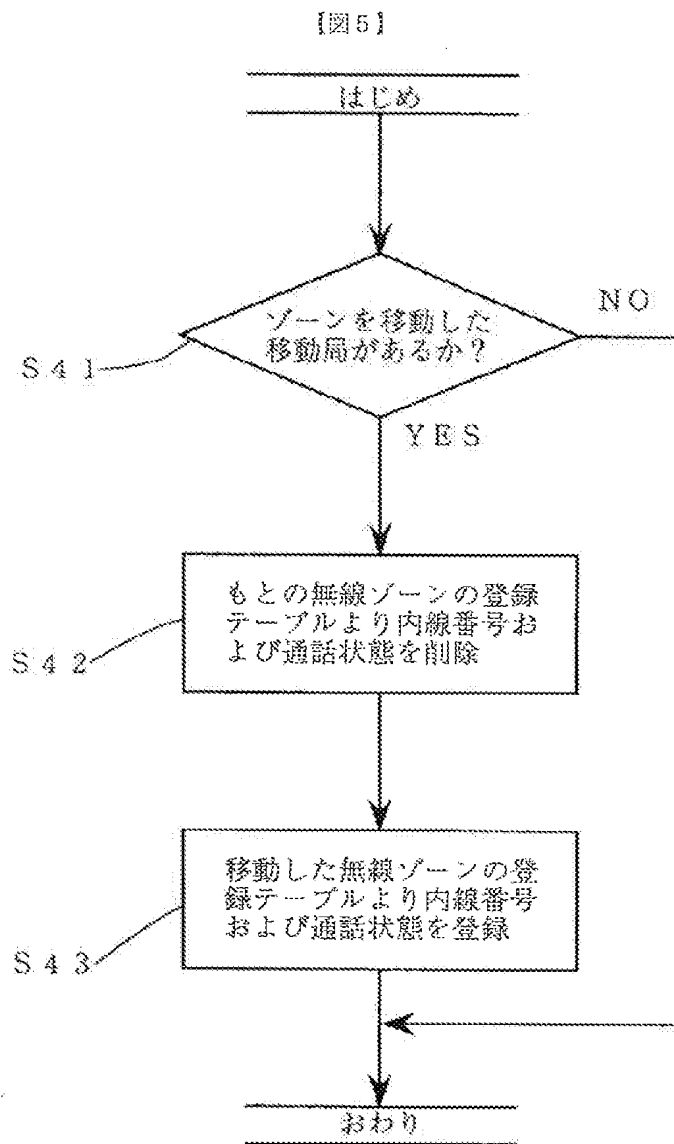 【図5】
はじめ
ゾーンを移動した
移動局があるか？
NO
S41
YES
もとの無線ゾーンの登録
テーブルより内線番号お
よび通話状態を削除
S42
移動した無線ゾーンの登
録テーブルより内線番号
および通話状態を登録
S43
おわり